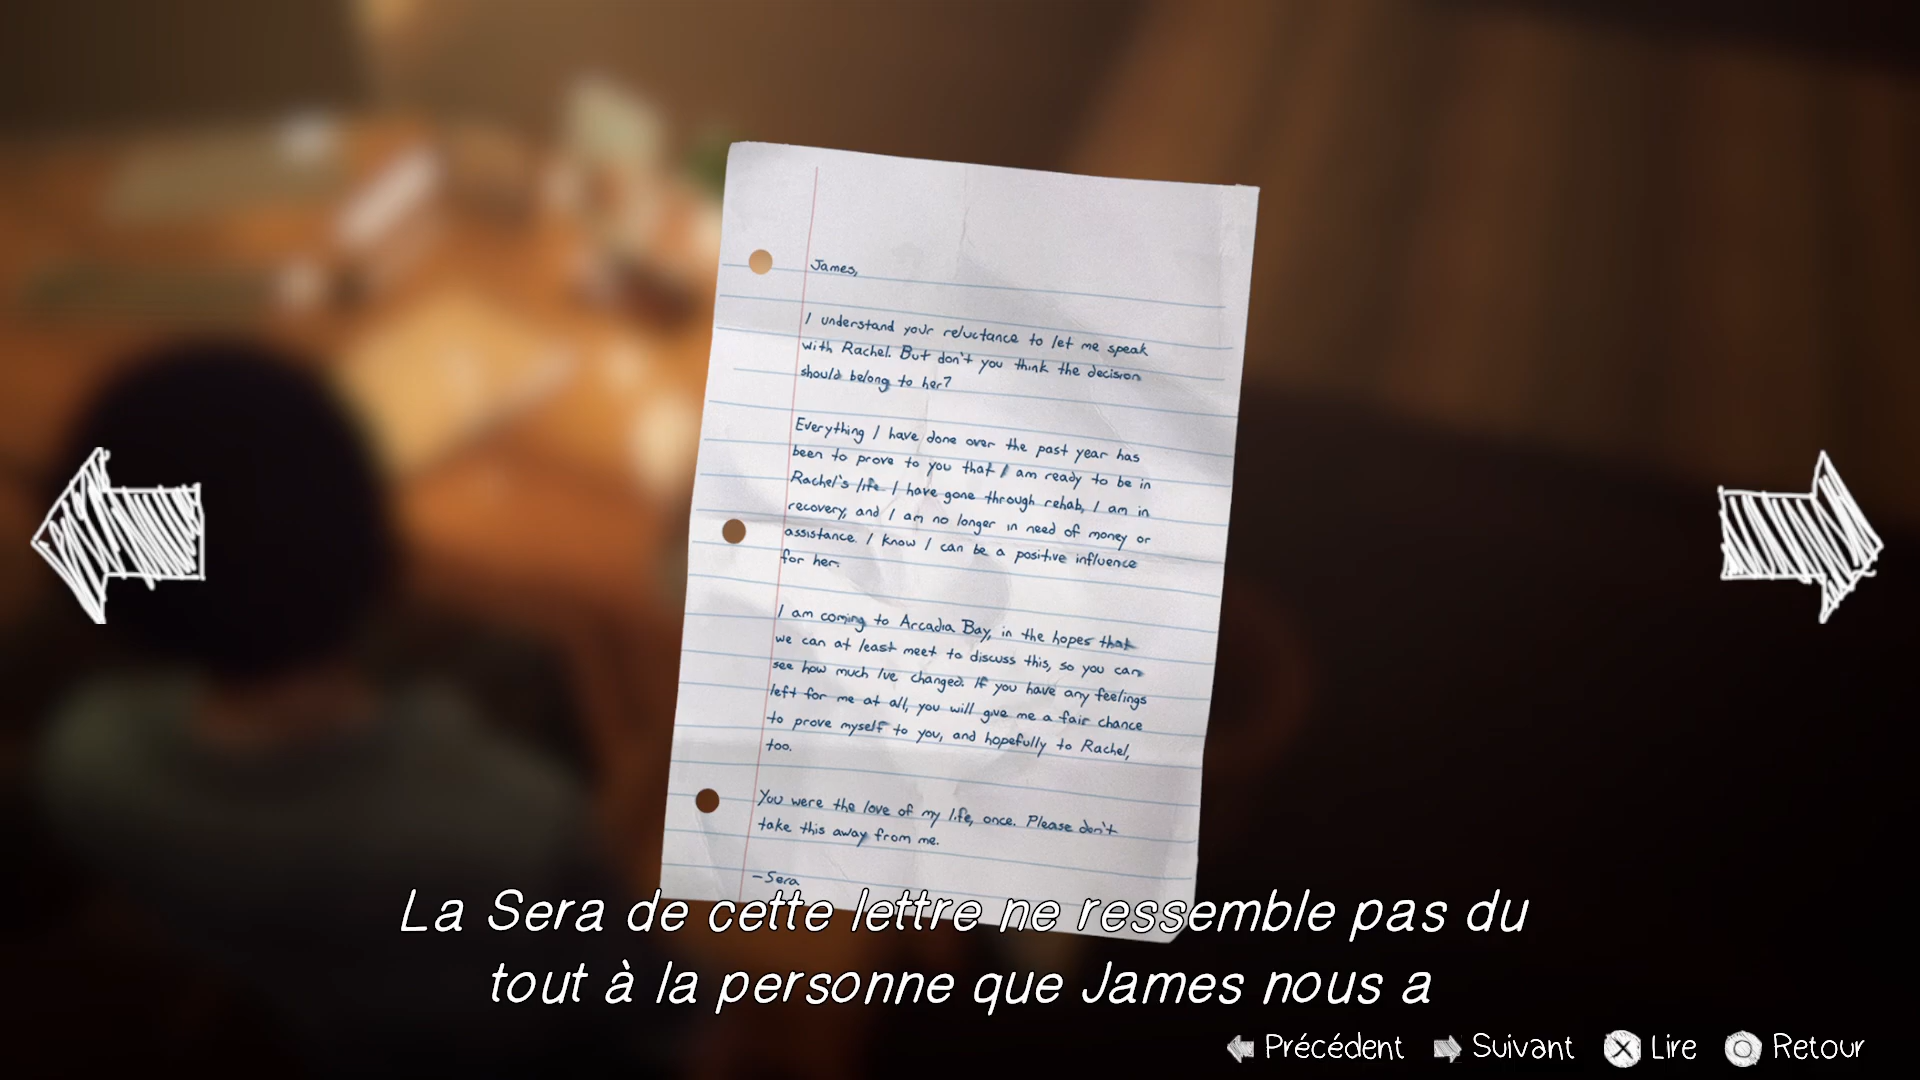 James,
I understand your reluctance to let me speak
with Rachel. But don't you think the decision
should belong to her?
Everything I have done over the past year has
been to prove to you that I am ready to be in
Rachel's life. I have gone through rehab, I am in
recovery, and I am no longer in need of money or
assistance. I know I can be a positive influence
for her.
I am coming to Arcadia Bay, in the hopes that
we can at least meet to discuss this, so you can
see how much I've changed. If you have any feelings
left for me at all, you will give me a fair chance
to prove myself to you, and hopefully to Rachel,
too.
You were the love of my life, once. Please don't
take this away from me.
-Sera
La Sera de cette lettre ne ressemble pas du
tout à la personne que James nous a
Précédent Suivant Lire Retour